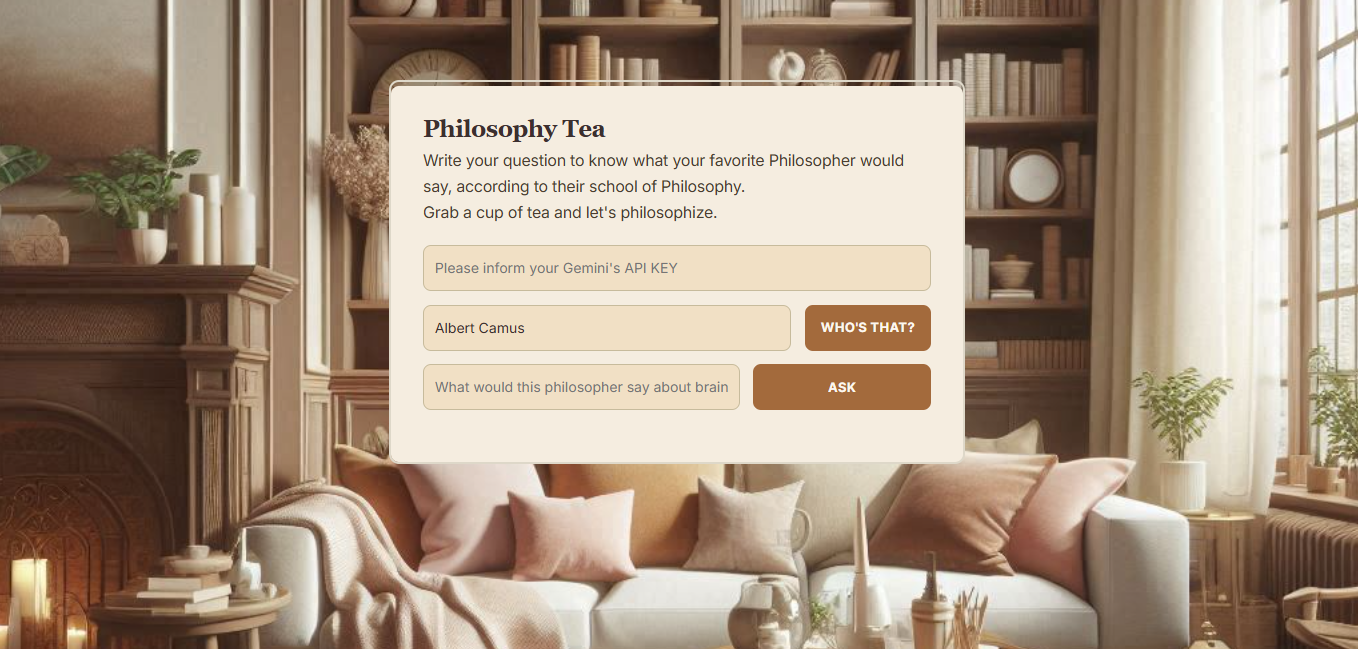 Philosophy Tea
Write your question to know what your favorite Philosopher would
say, according to their school of Philosophy.
Grab a cup of tea and let's philosophize.
Please inform your Gemini's API KEY
Albert Camus
WHO'S THAT?
What would this philosopher say about brain
ASK